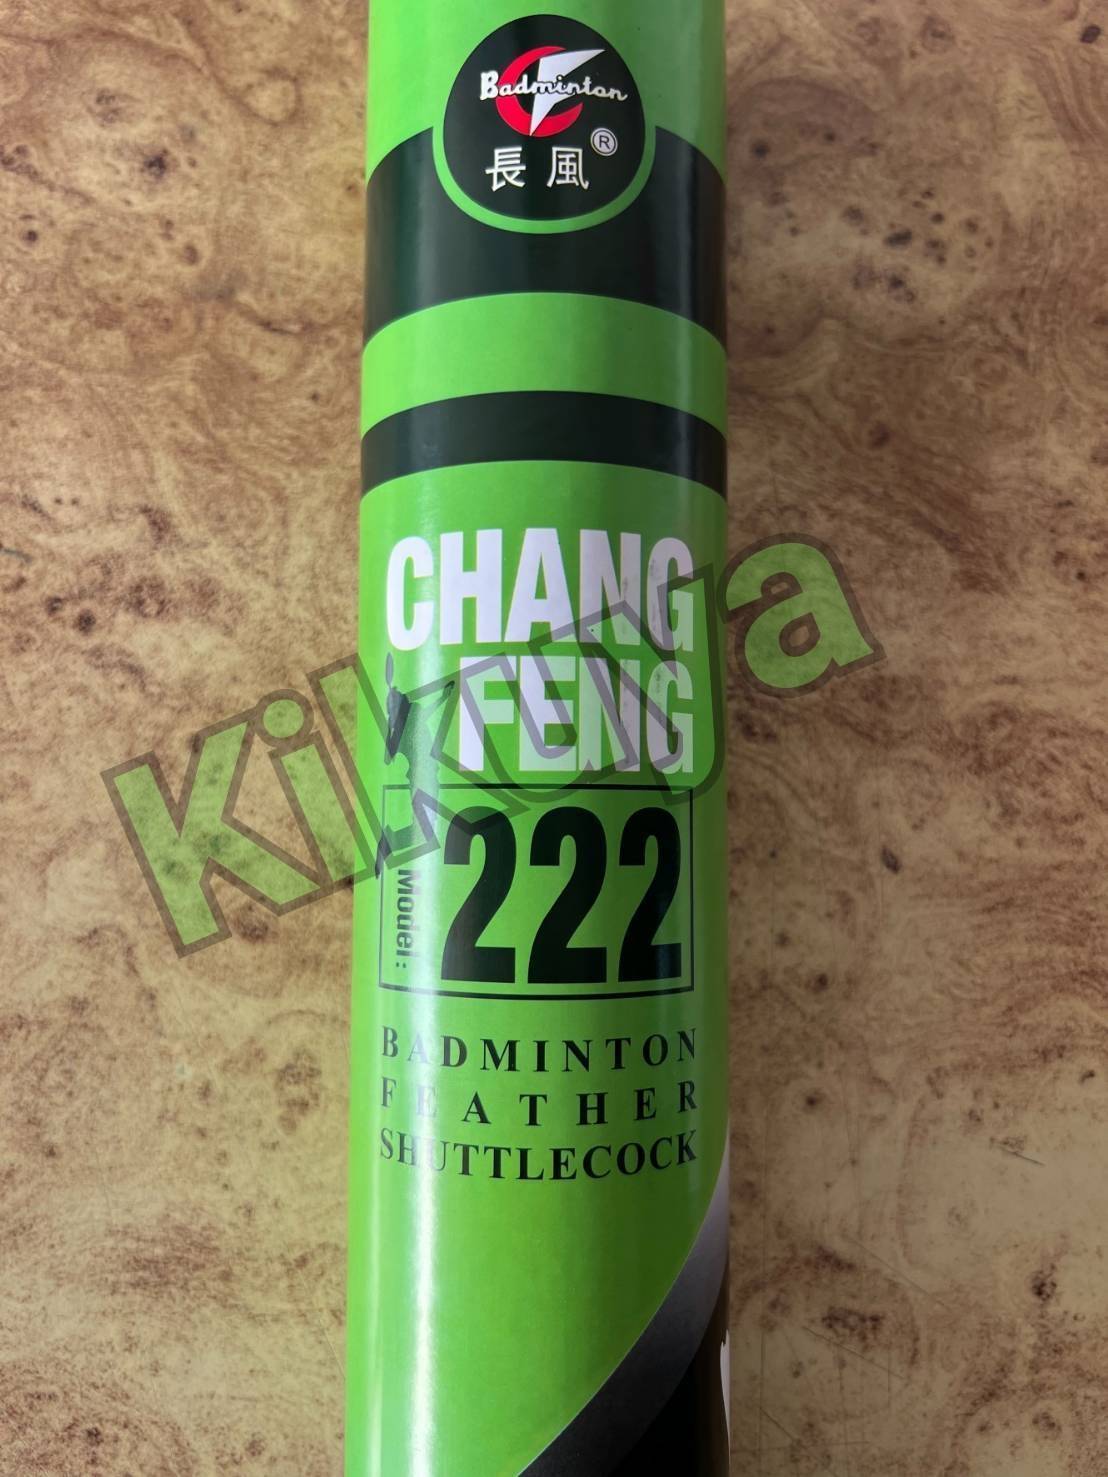 Badminton
長風®
CHANG
FENG
Kikuya
Model: 222
BADMINTON
FEATHER
SHUTTLECOCK